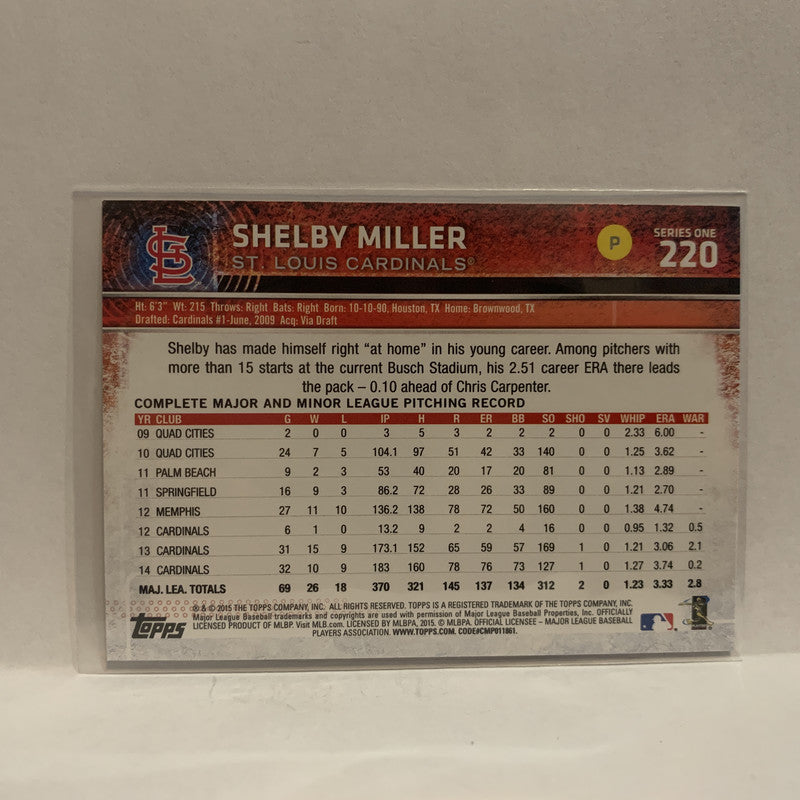 SHELBY MILLER
ST. LOUIS CARDINALS®
P
SERIES ONE
220
Ht: 6'3" Wt: 215 Throws: Right Bats: Right Born: 10-10-90, Houston, TX Home: Brownwood, TX
Drafted: Cardinals #1-June, 2009 Acq: Via Draft
Shelby has made himself right "at home" in his young career. Among pitchers with
more than 15 starts at the current Busch Stadium, his 2.51 career ERA there leads
the pack – 0.10 ahead of Chris Carpenter.
COMPLETE MAJOR AND MINOR LEAGUE PITCHING RECORD
YR CLUB G W L IP H R ER BB SO SHO SV WHIP ERA WAR
09 QUAD CITIES 2 0 0 3 5 3 2 2 2 0 0 2.33 6.00 -
10 QUAD CITIES 24 7 5 104.1 97 51 42 33 140 0 0 1.25 3.62 -
11 PALM BEACH 9 2 3 53 40 20 17 20 81 0 0 1.13 2.89 -
11 SPRINGFIELD 16 9 3 86.2 72 28 26 33 89 0 0 1.21 2.70 -
12 MEMPHIS 27 11 10 136.2 138 78 72 50 160 0 0 1.38 4.74 -
12 CARDINALS 6 1 0 13.2 9 2 2 4 16 0 0 0.95 1.32 0.5
13 CARDINALS 31 15 9 173.1 152 65 59 57 169 1 0 1.21 3.06 2.1
14 CARDINALS 32 10 9 183 160 78 76 73 127 1 0 1.27 3.74 0.2
MAJ. LEA. TOTALS 69 26 18 370 321 145 137 134 312 2 0 1.23 3.33 2.8
Topps
® & © 2015 THE TOPPS COMPANY, INC. ALL RIGHTS RESERVED. TOPPS IS A REGISTERED TRADEMARK OF THE TOPPS COMPANY, INC.
Major League Baseball trademarks and copyrights are used with permission of Major League Baseball Properties, Inc. OFFICIALLY
LICENSED PRODUCT OF MLBP. Visit MLB.com. LICENSED BY MLBPA, 2015. © MLBPA. OFFICIAL LICENSEE – MAJOR LEAGUE BASEBALL
PLAYERS ASSOCIATION. WWW.TOPPS.COM. CODE#CMP011861.